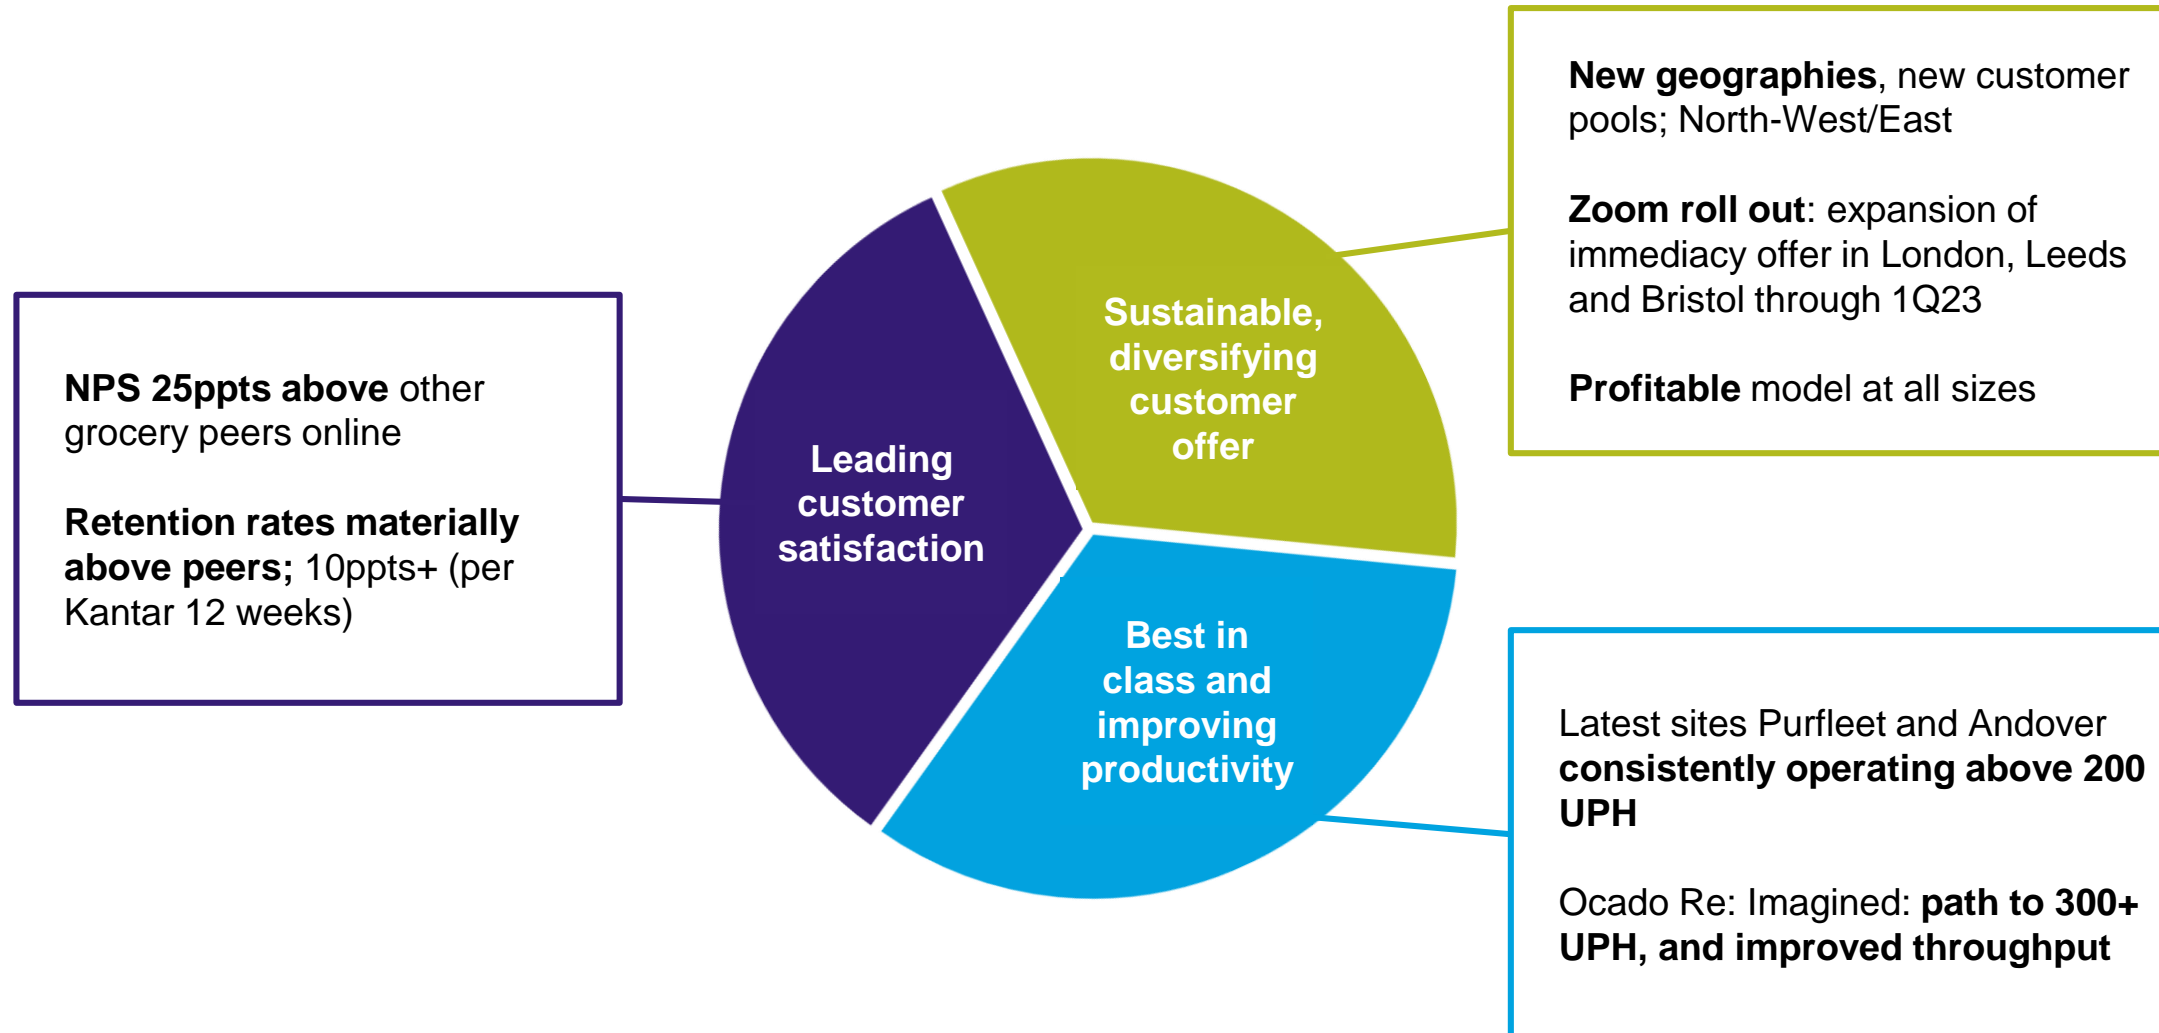 NPS 25ppts above other
grocery peers online
Retention rates materially
above peers; 10ppts+ (per
Kantar 12 weeks)
Leading
customer
satisfaction
Sustainable,
diversifying
customer
offer
Best in
class and
improving
productivity
New geographies, new customer
pools; North-West/East
Zoom roll out: expansion of
immediacy offer in London, Leeds
and Bristol through 1Q23
Profitable model at all sizes
Latest sites Purfleet and Andover
consistently operating above 200
UPH
Ocado Re: Imagined: path to 300+
UPH, and improved throughput